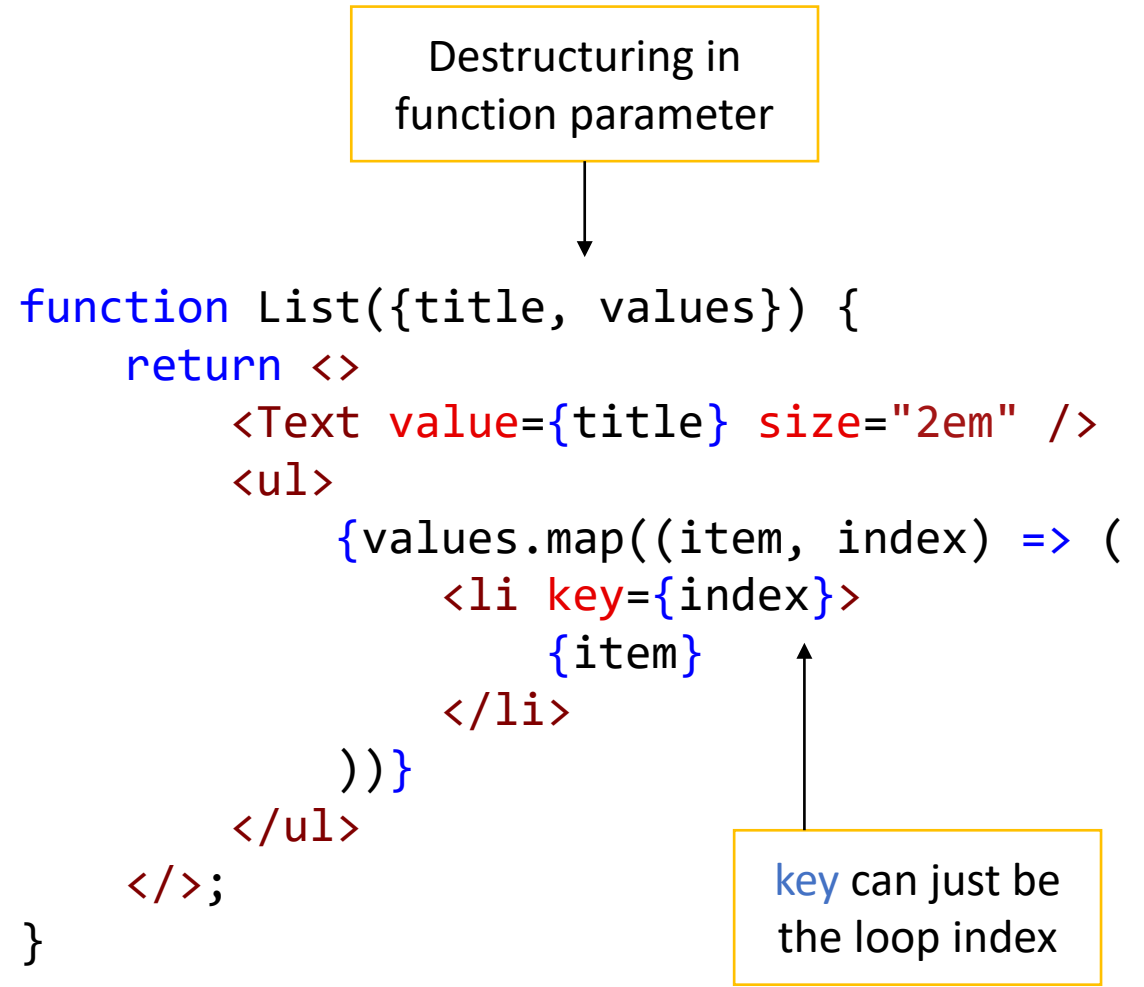 Destructuring in
function parameter
function List({title, values}) {
    return <>
        <Text value={title} size="2em" />
        <ul>
            {values.map((item, index) => (
                <li key={index}>
                    {item}
                </li>
            ))}
        </ul>
    </>;
}
key can just be
the loop index